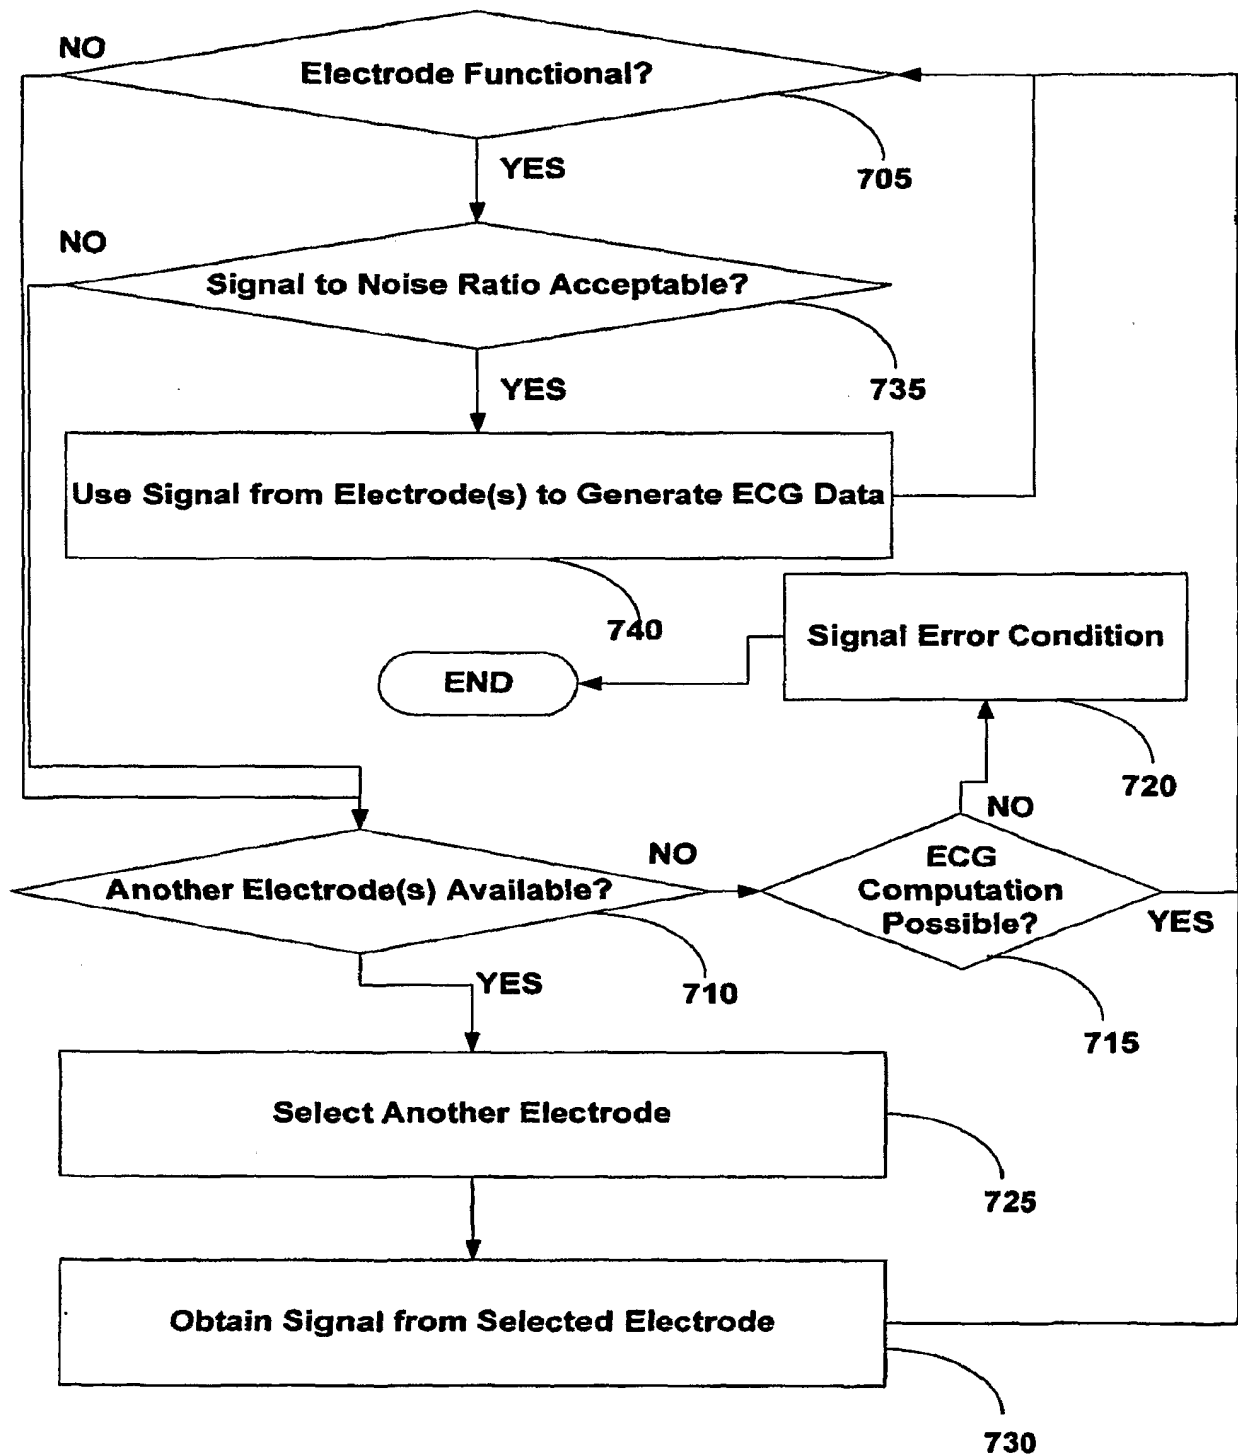 NO
Electrode Functional?
YES
705
NO
Signal to Noise Ratio Acceptable?
YES
735
Use Signal from Electrode(s) to Generate ECG Data
740
Signal Error Condition
END
720
NO
NO
ECG
Computation
Possible?
Another Electrode(s) Available?
YES
YES
710
715
Select Another Electrode
725
Obtain Signal from Selected Electrode
730